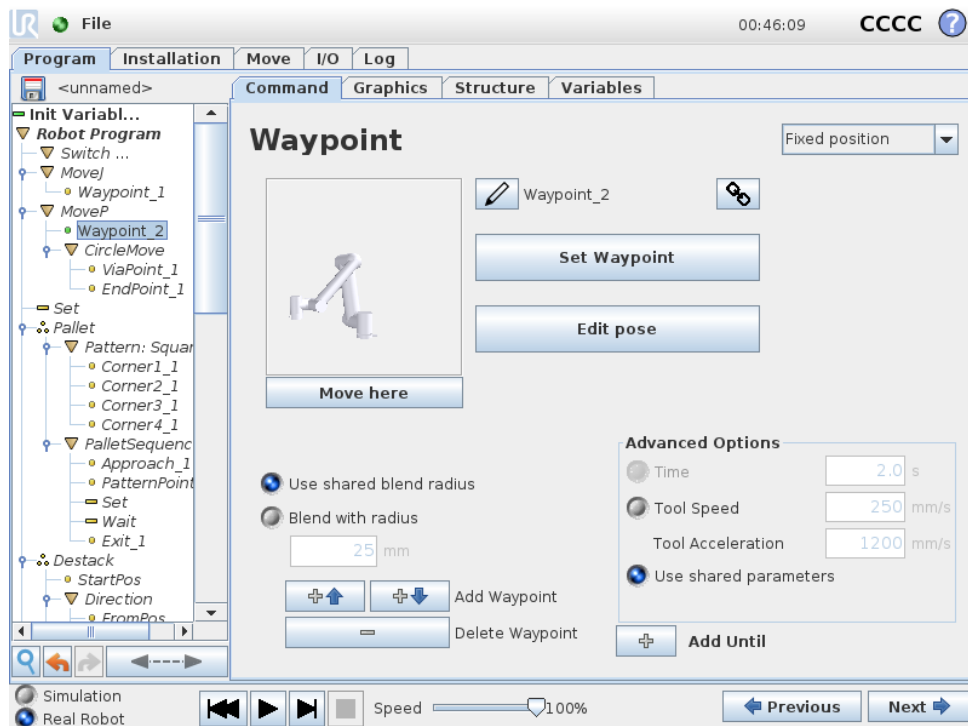 UR File 00:46:09 CCCC ?
Program Installation Move I/O Log
<unnamed> Command Graphics Structure Variables
Init Variabl...
Robot Program
Switch ...
MoveJ
Waypoint_1
MoveP
Waypoint_2
CircleMove
ViaPoint_1
EndPoint_1
Set
Pallet
Pattern: Squar
Corner1_1
Corner2_1
Corner3_1
Corner4_1
PalletSequenc
Approach_1
PatternPoint
Set
Wait
Exit_1
Destack
StartPos
Direction
FromPos
Waypoint
Fixed position
Waypoint_2
Set Waypoint
Edit pose
Move here
Use shared blend radius
Blend with radius
25 mm
Add Waypoint
Delete Waypoint
Advanced Options
Time 2.0 s
Tool Speed 250 mm/s
Tool Acceleration 1200 mm/s
Use shared parameters
Add Until
Simulation
Real Robot
Speed 100%
Previous Next